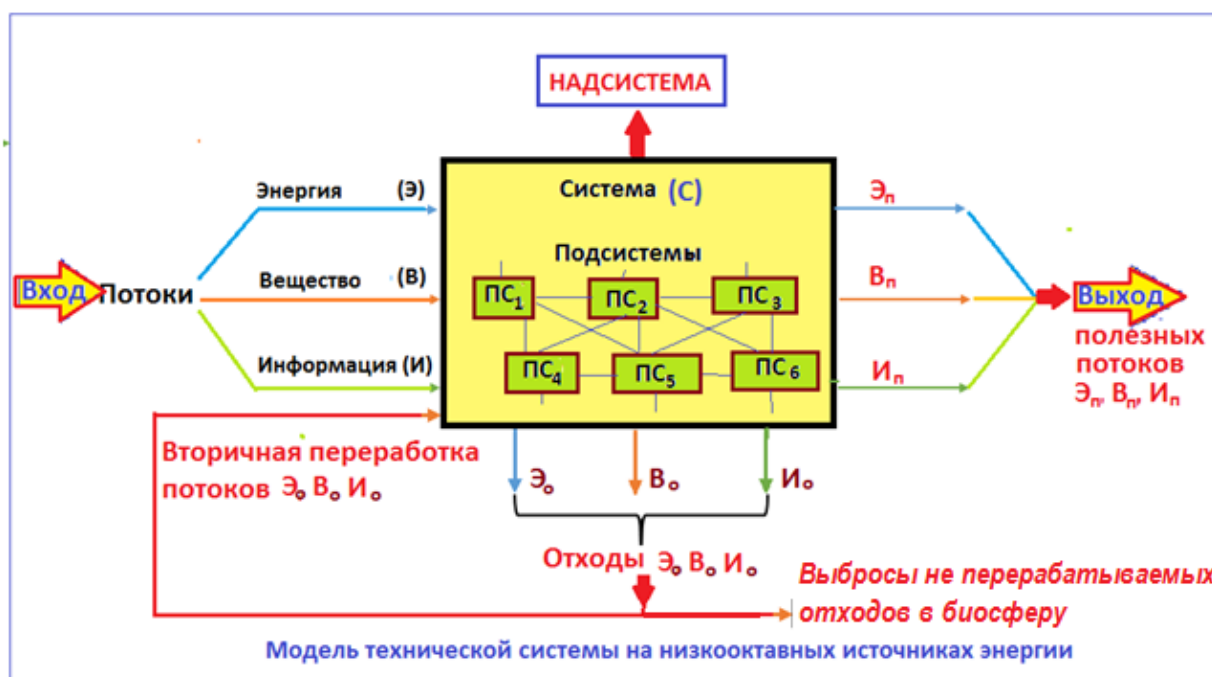 НАДСИСТЕМА
Энергия (Э)
Система (С)
Эп
Подсистемы
Вещество (В)
Вп
Вход
Потоки
ПС1
ПС2
ПС3
Выход
полезных
потоков
Эп, Вп, Ип
Информация (И)
ПС4
ПС5
ПС6
Ип
Вторичная переработка
потоков Эо Во Ио
Эо
Во
Ио
Отходы Эо Во Ио
Выбросы не перерабатываемых
отходов в биосферу
Модель технической системы на низкооктавных источниках энергии